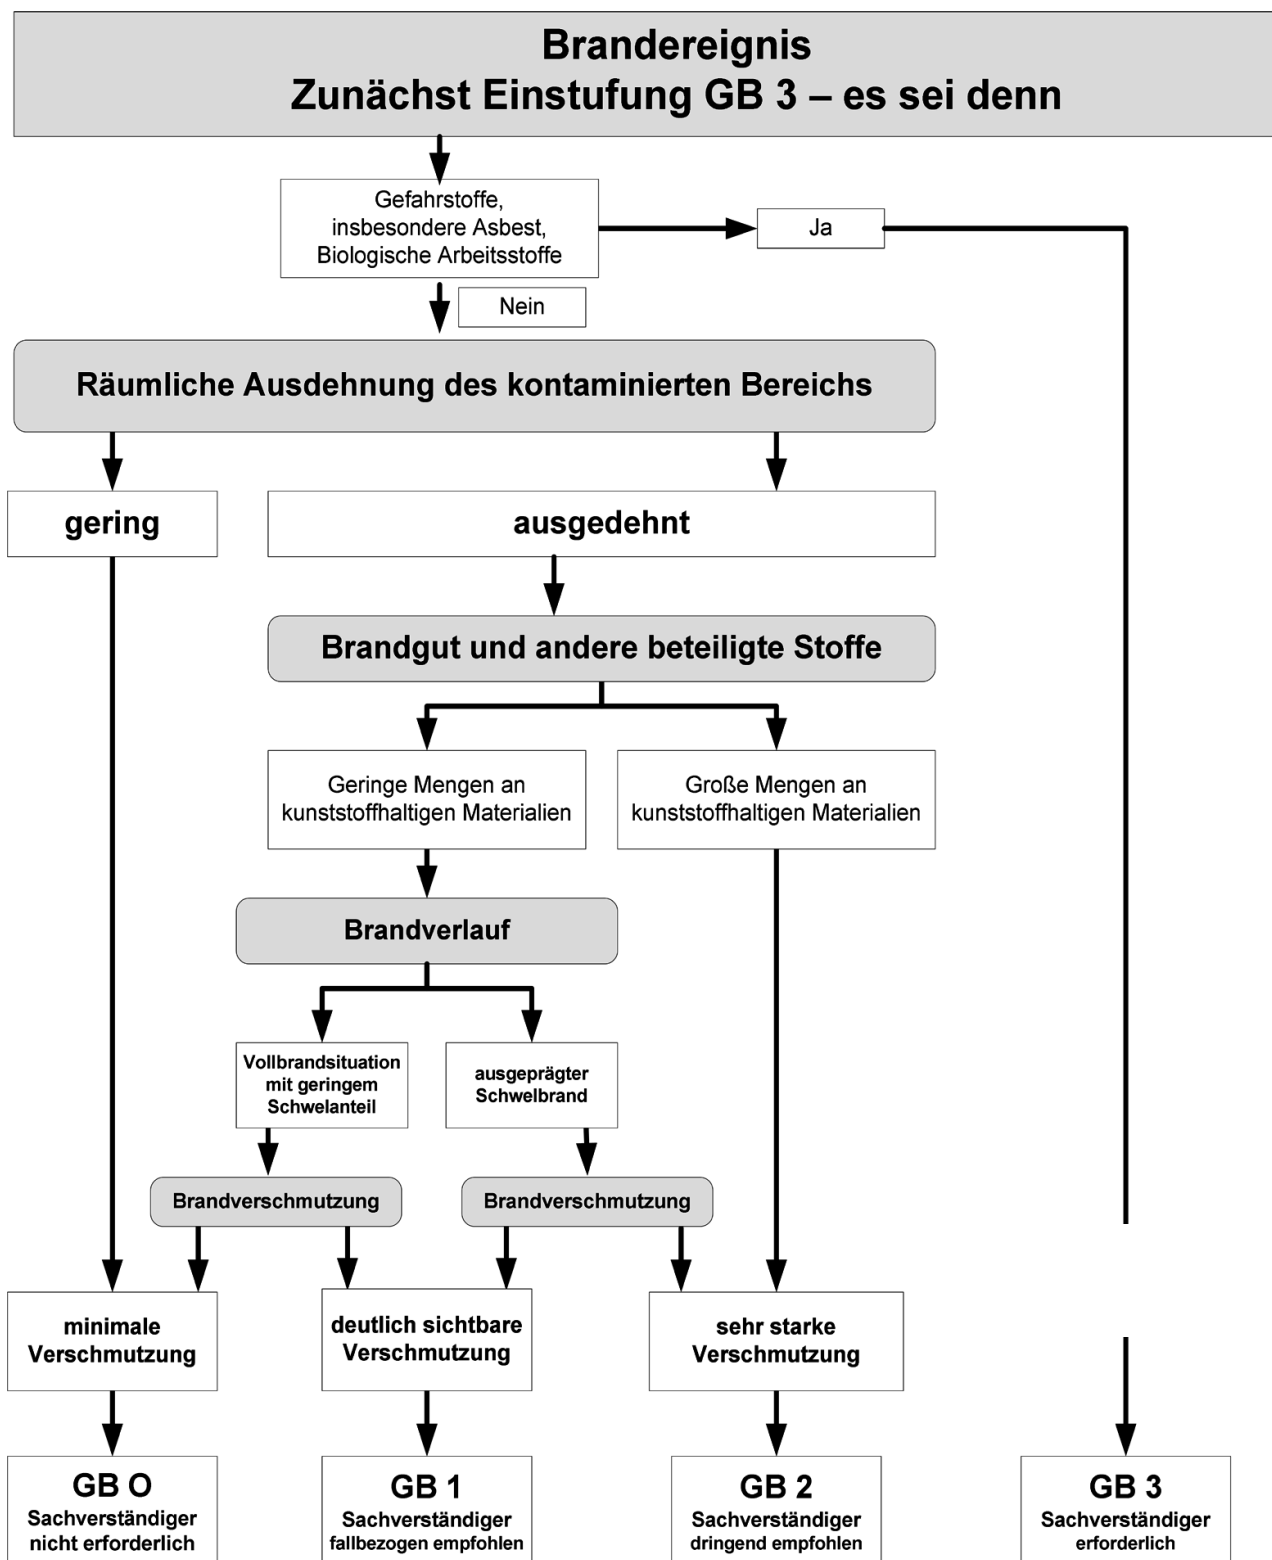 Brandereignis
Zunächst Einstufung GB 3 – es sei denn
Gefahrstoffe,
insbesondere Asbest,
Biologische Arbeitsstoffe
Ja
Nein
Räumliche Ausdehnung des kontaminierten Bereichs
gering
ausgedehnt
Brandgut und andere beteiligte Stoffe
Geringe Mengen an
kunststoffhaltigen Materialien
Große Mengen an
kunststoffhaltigen Materialien
Brandverlauf
Vollbrandsituation
mit geringem
Schwelanteil
ausgeprägter
Schwelbrand
Brandverschmutzung
Brandverschmutzung
minimale
Verschmutzung
deutlich sichtbare
Verschmutzung
sehr starke
Verschmutzung
GB O
Sachverständiger
nicht erforderlich
GB 1
Sachverständiger
fallbezogen empfohlen
GB 2
Sachverständiger
dringend empfohlen
GB 3
Sachverständiger
erforderlich